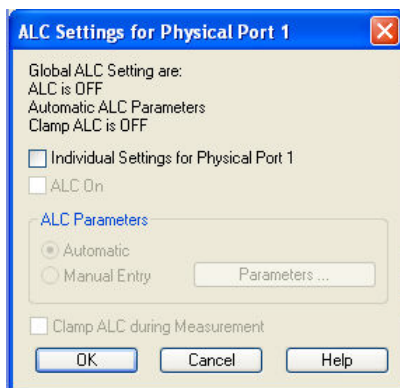 ALC Settings for Physical Port 1
Global ALC Setting are:
ALC is OFF
Automatic ALC Parameters
Clamp ALC is OFF
Individual Settings for Physical Port 1
ALC On
ALC Parameters
Automatic
Manual Entry
Parameters ...
Clamp ALC during Measurement
OK
Cancel
Help